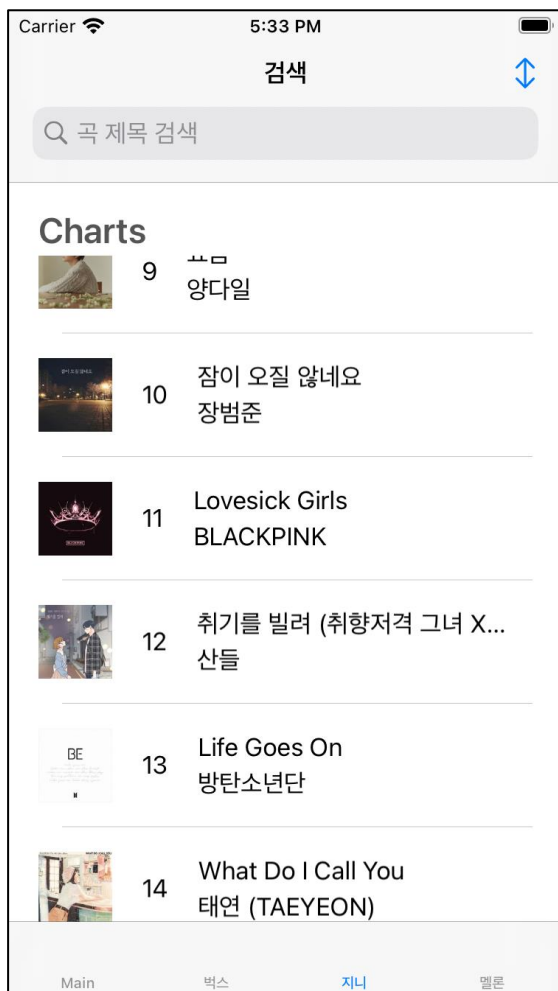 Carrier
5:33 PM
검색
곡 제목 검색
Charts
9
양다일
10
잠이 오질 않네요
장범준
11
Lovesick Girls
BLACKPINK
12
취기를 빌려 (취향저격 그녀 X...
산들
BE
13
Life Goes On
방탄소년단
14
What Do I Call You
태연 (TAEYEON)
Main
벅스
지니
멜론